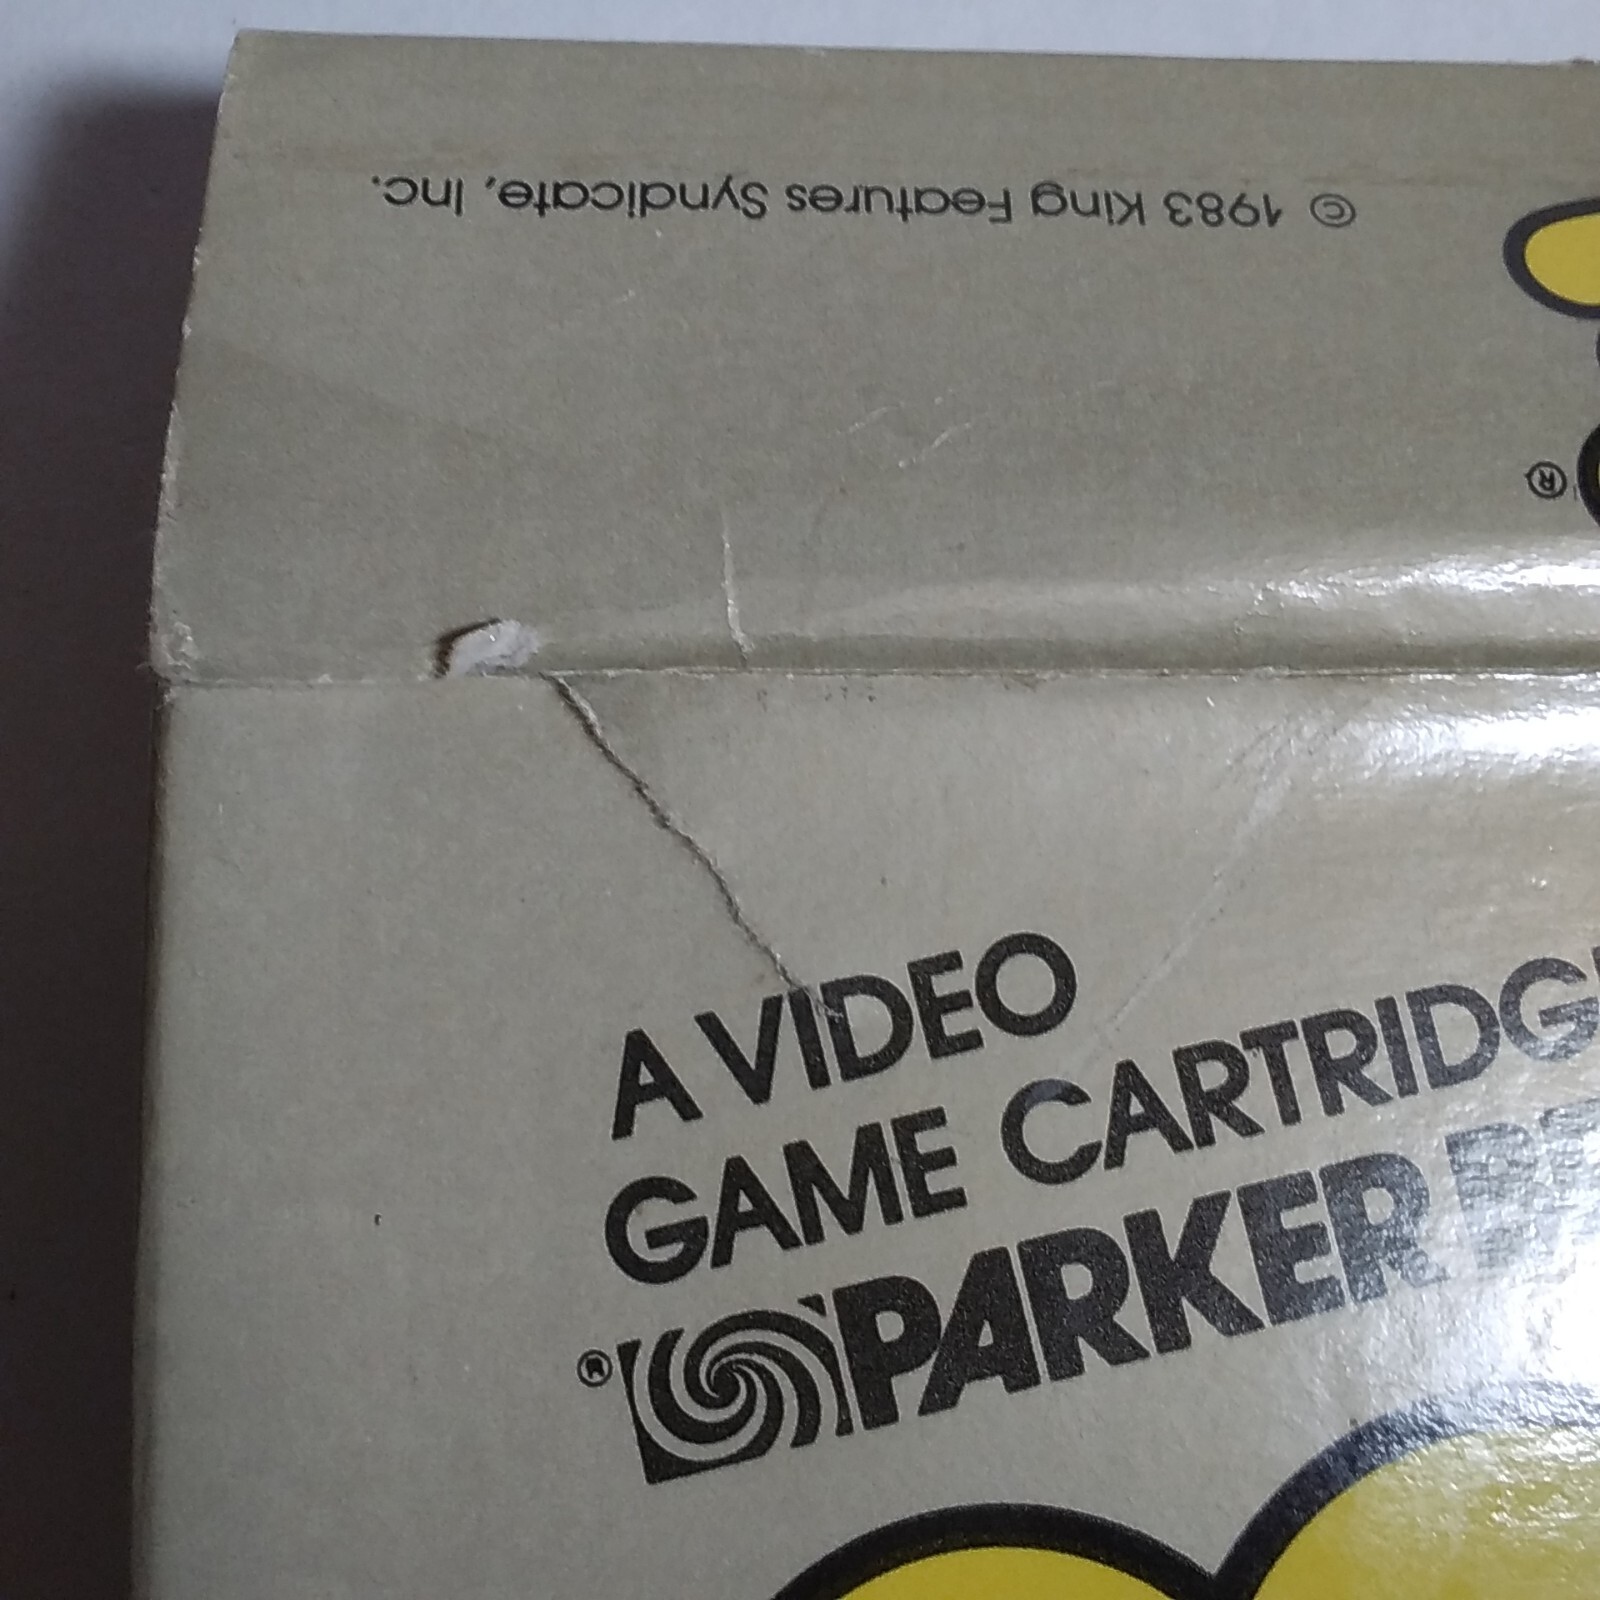 © 1983 King Features Syndicate, Inc.
®
A VIDEO
GAME CARTRIDGE
® PARKER